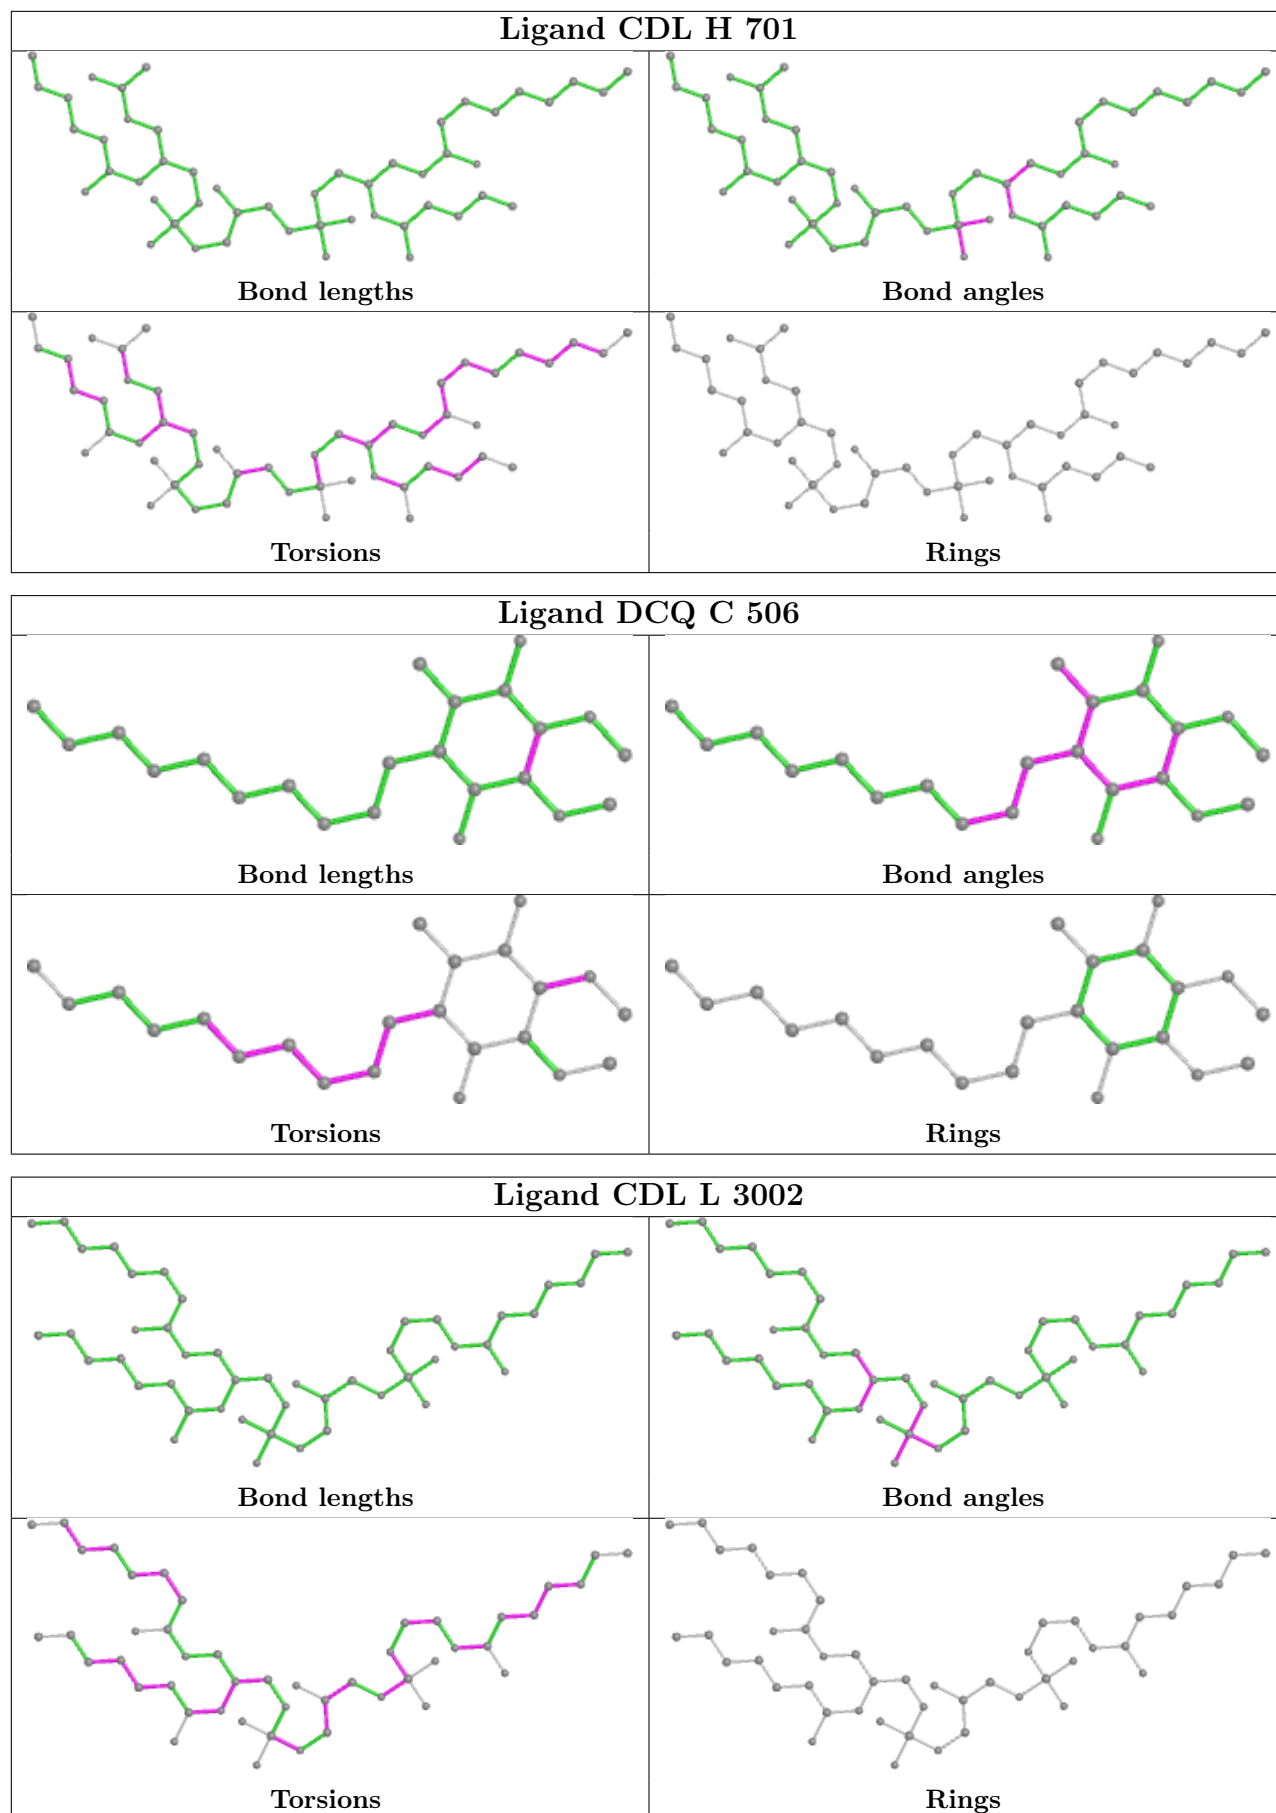 Ligand CDL H 701
Bond lengths
Bond angles
Torsions
Rings
Ligand DCQ C 506
Bond lengths
Bond angles
Torsions
Rings
Ligand CDL L 3002
Bond lengths
Bond angles
Torsions
Rings